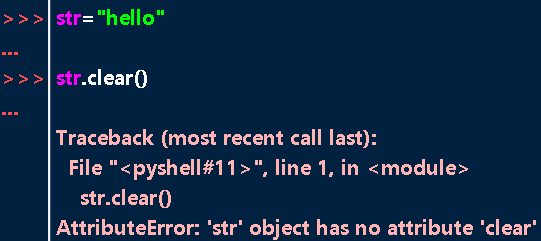 >>> str="hello"
...
>>> str.clear()
...
Traceback (most recent call last):
File "<pyshell#11>", line 1, in <module>
str.clear()
AttributeError: 'str' object has no attribute 'clear'